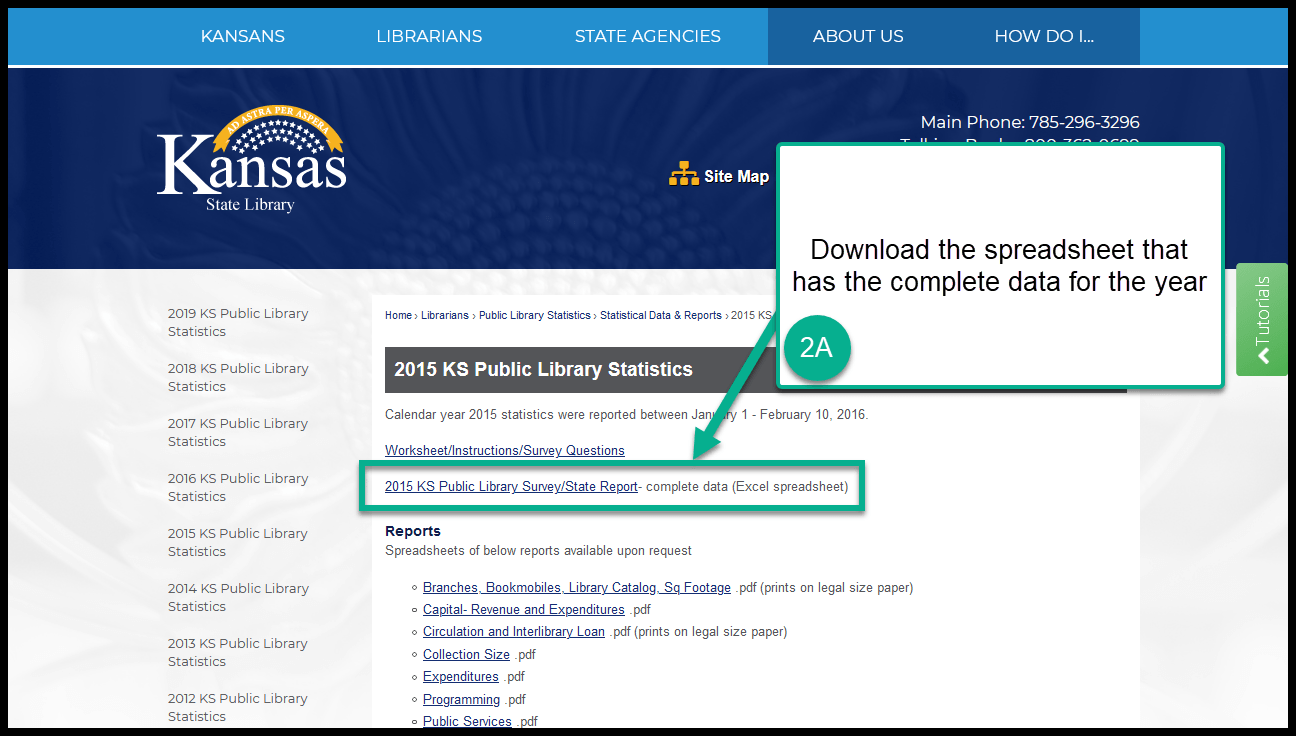 KANSANS LIBRARIANS STATE AGENCIES ABOUT US HOW DO I...
AD ASTRA PER ASPERA
Kansas
State Library
Site Map
Main Phone: 785-296-3296
Download the spreadsheet that
has the complete data for the year
2A
Tutorials
2019 KS Public Library
Statistics
2018 KS Public Library
Statistics
2017 KS Public Library
Statistics
2016 KS Public Library
Statistics
2015 KS Public Library
Statistics
2014 KS Public Library
Statistics
2013 KS Public Library
Statistics
2012 KS Public Library
Statistics
Home › Librarians › Public Library Statistics › Statistical Data & Reports › 2015 KS
2015 KS Public Library Statistics
Calendar year 2015 statistics were reported between January 1 - February 10, 2016.
Worksheet/Instructions/Survey Questions
2015 KS Public Library Survey/State Report- complete data (Excel spreadsheet)
Reports
Spreadsheets of below reports available upon request
Branches, Bookmobiles, Library Catalog, Sq Footage .pdf (prints on legal size paper)
Capital- Revenue and Expenditures .pdf
Circulation and Interlibrary Loan .pdf (prints on legal size paper)
Collection Size .pdf
Expenditures .pdf
Programming .pdf
Public Services .pdf